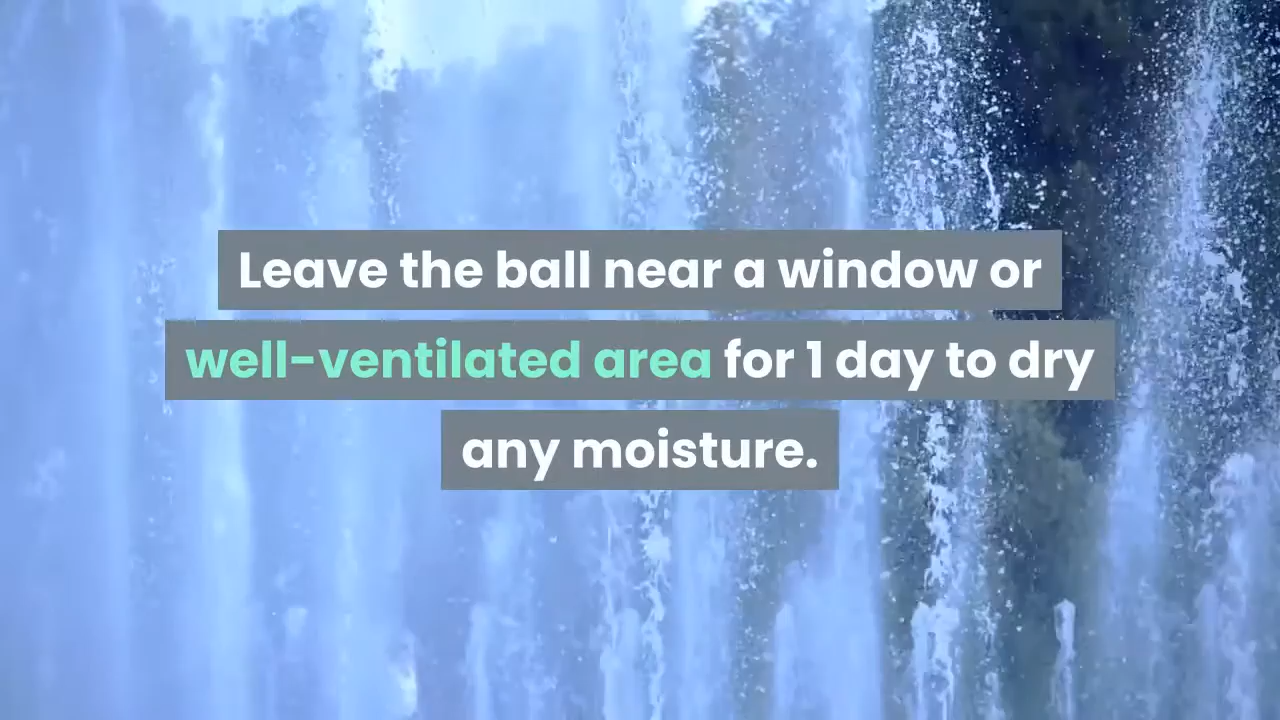 Leave the ball near a window or
well-ventilated area for 1 day to dry
any moisture.